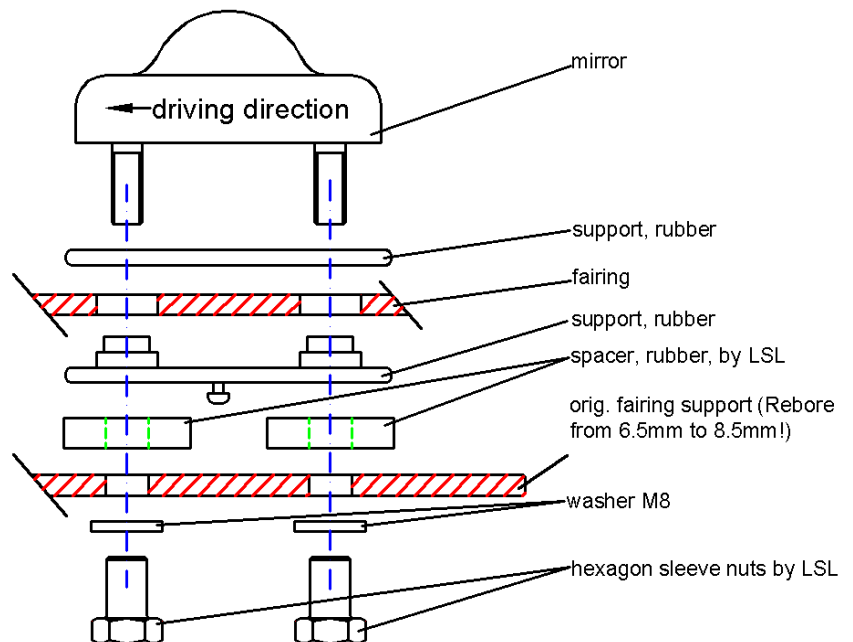 mirror
driving direction
support, rubber
fairing
support, rubber
spacer, rubber, by LSL
orig. fairing support (Rebore
from 6.5mm to 8.5mm!)
washer M8
hexagon sleeve nuts by LSL